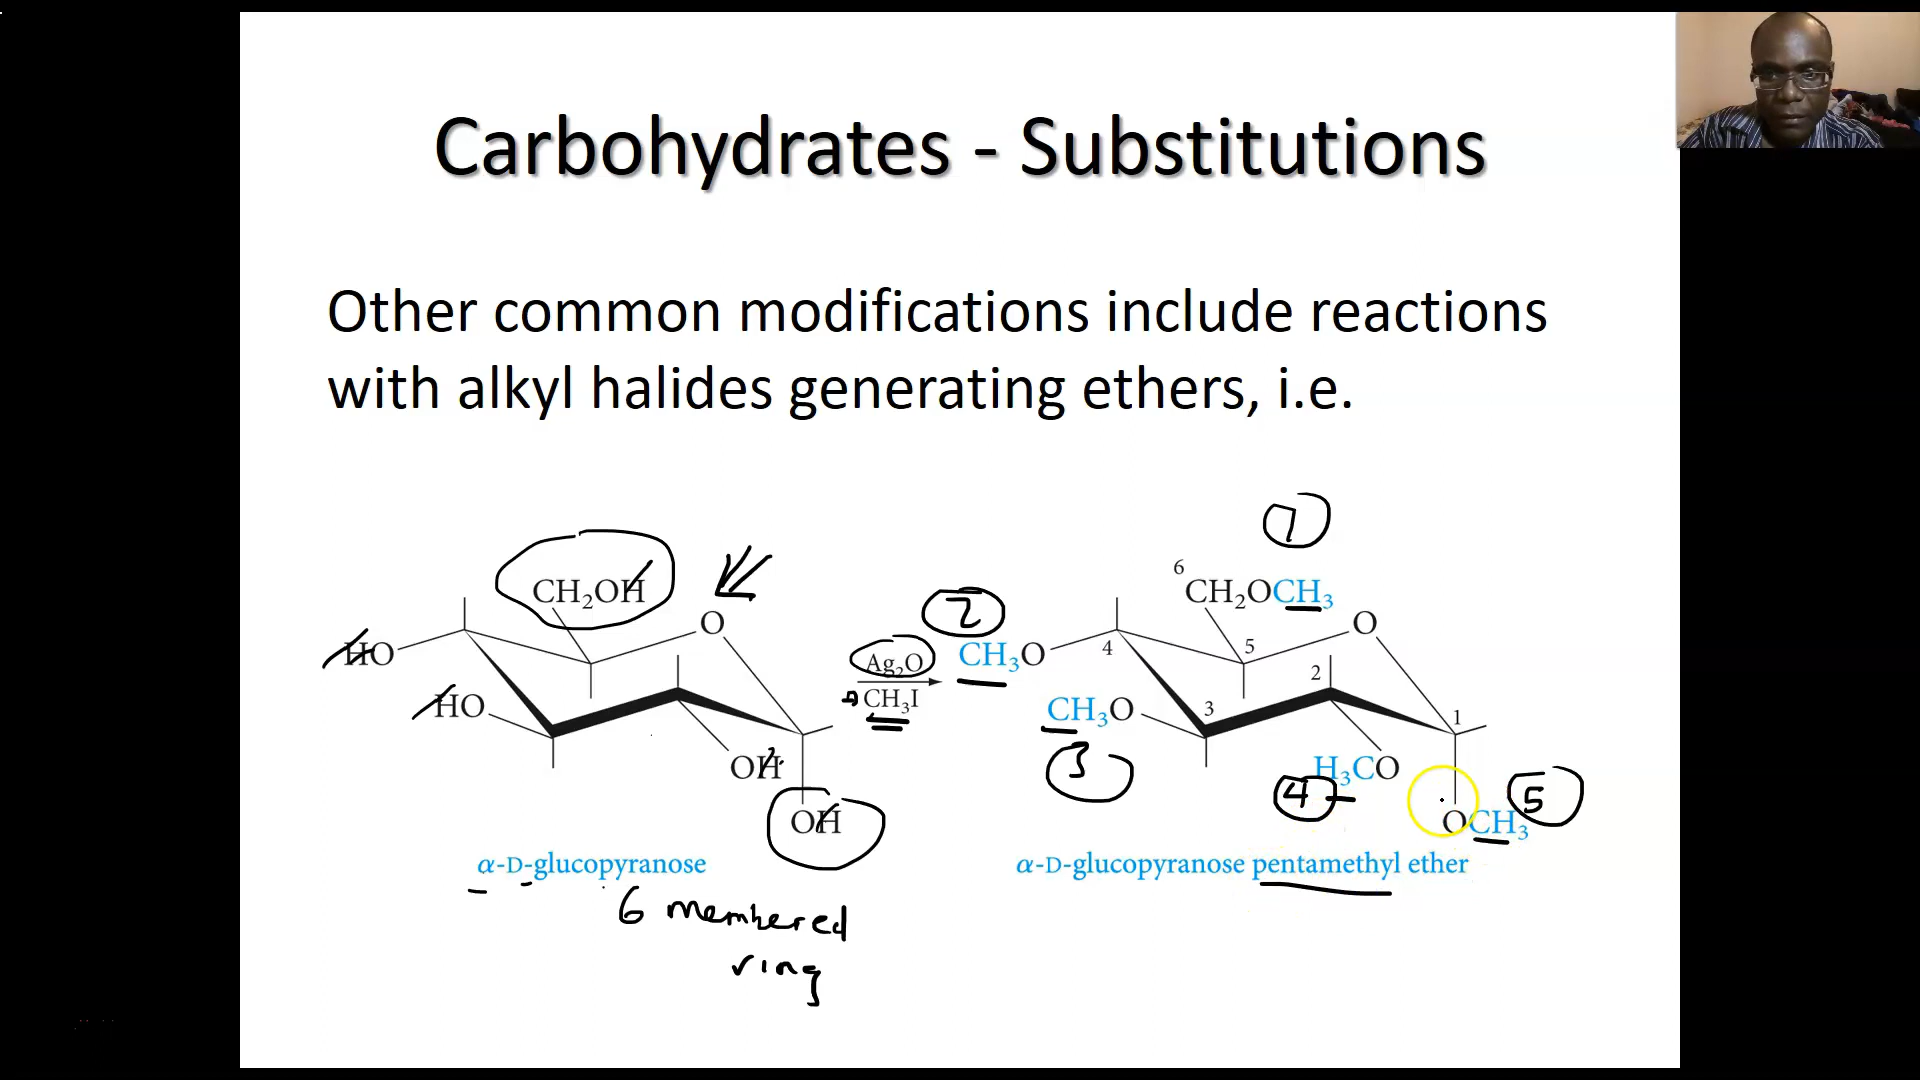 Carbohydrates - Substitutions
Other common modifications include reactions
with alkyl halides generating ethers, i.e.
1
6
CH₂OH
CH₂OCH₃
O
O
2
HO
Ag₂O
CH₃O
4
5
2
CH₃I
HO
CH₃O
3
1
OH
H₃CO
3
4
5
OH
OCH₃
α-D-glucopyranose
α-D-glucopyranose pentamethyl ether
6 membered
ring